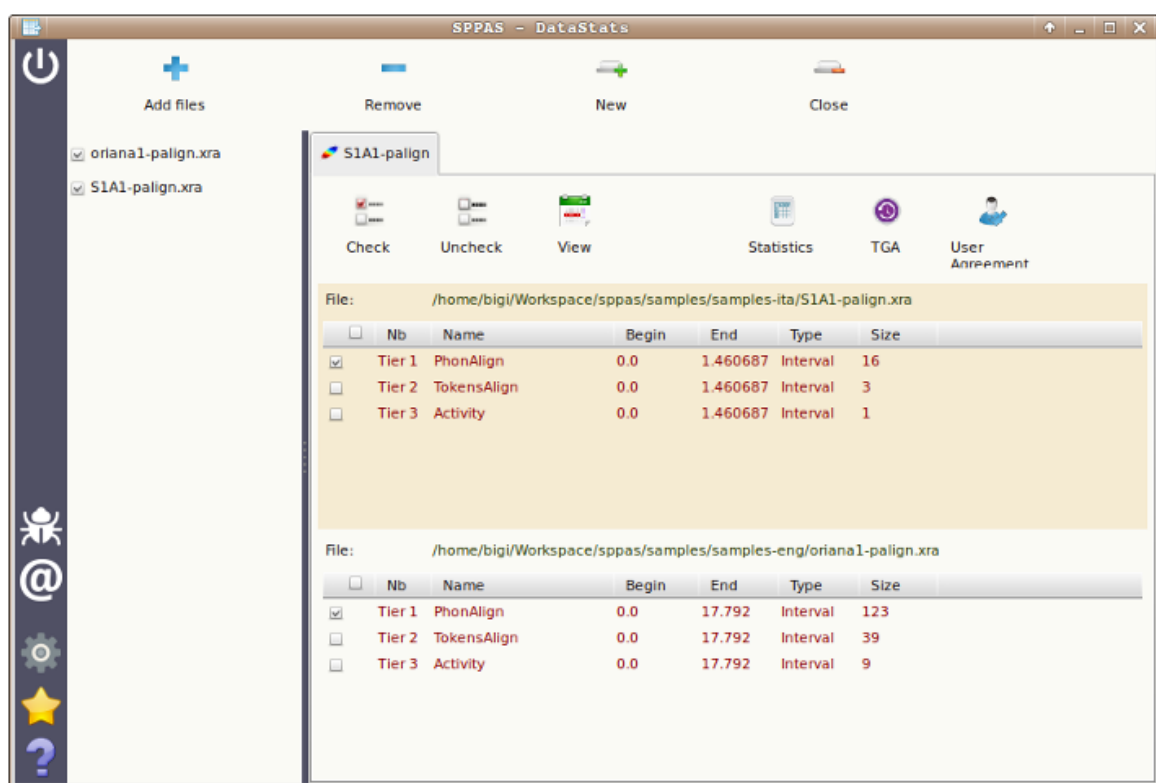 SPPAS - DataStats
Add files Remove New Close
oriana1-palign.xra
S1A1-palign.xra
S1A1-palign
Check Uncheck View Statistics TGA User Agreement
File: /home/bigi/Workspace/sppas/samples/samples-ita/S1A1-palign.xra
Nb Name Begin End Type Size
Tier 1 PhonAlign 0.0 1.460687 Interval 16
Tier 2 TokensAlign 0.0 1.460687 Interval 3
Tier 3 Activity 0.0 1.460687 Interval 1
File: /home/bigi/Workspace/sppas/samples/samples-eng/oriana1-palign.xra
Nb Name Begin End Type Size
Tier 1 PhonAlign 0.0 17.792 Interval 123
Tier 2 TokensAlign 0.0 17.792 Interval 39
Tier 3 Activity 0.0 17.792 Interval 9
@
?